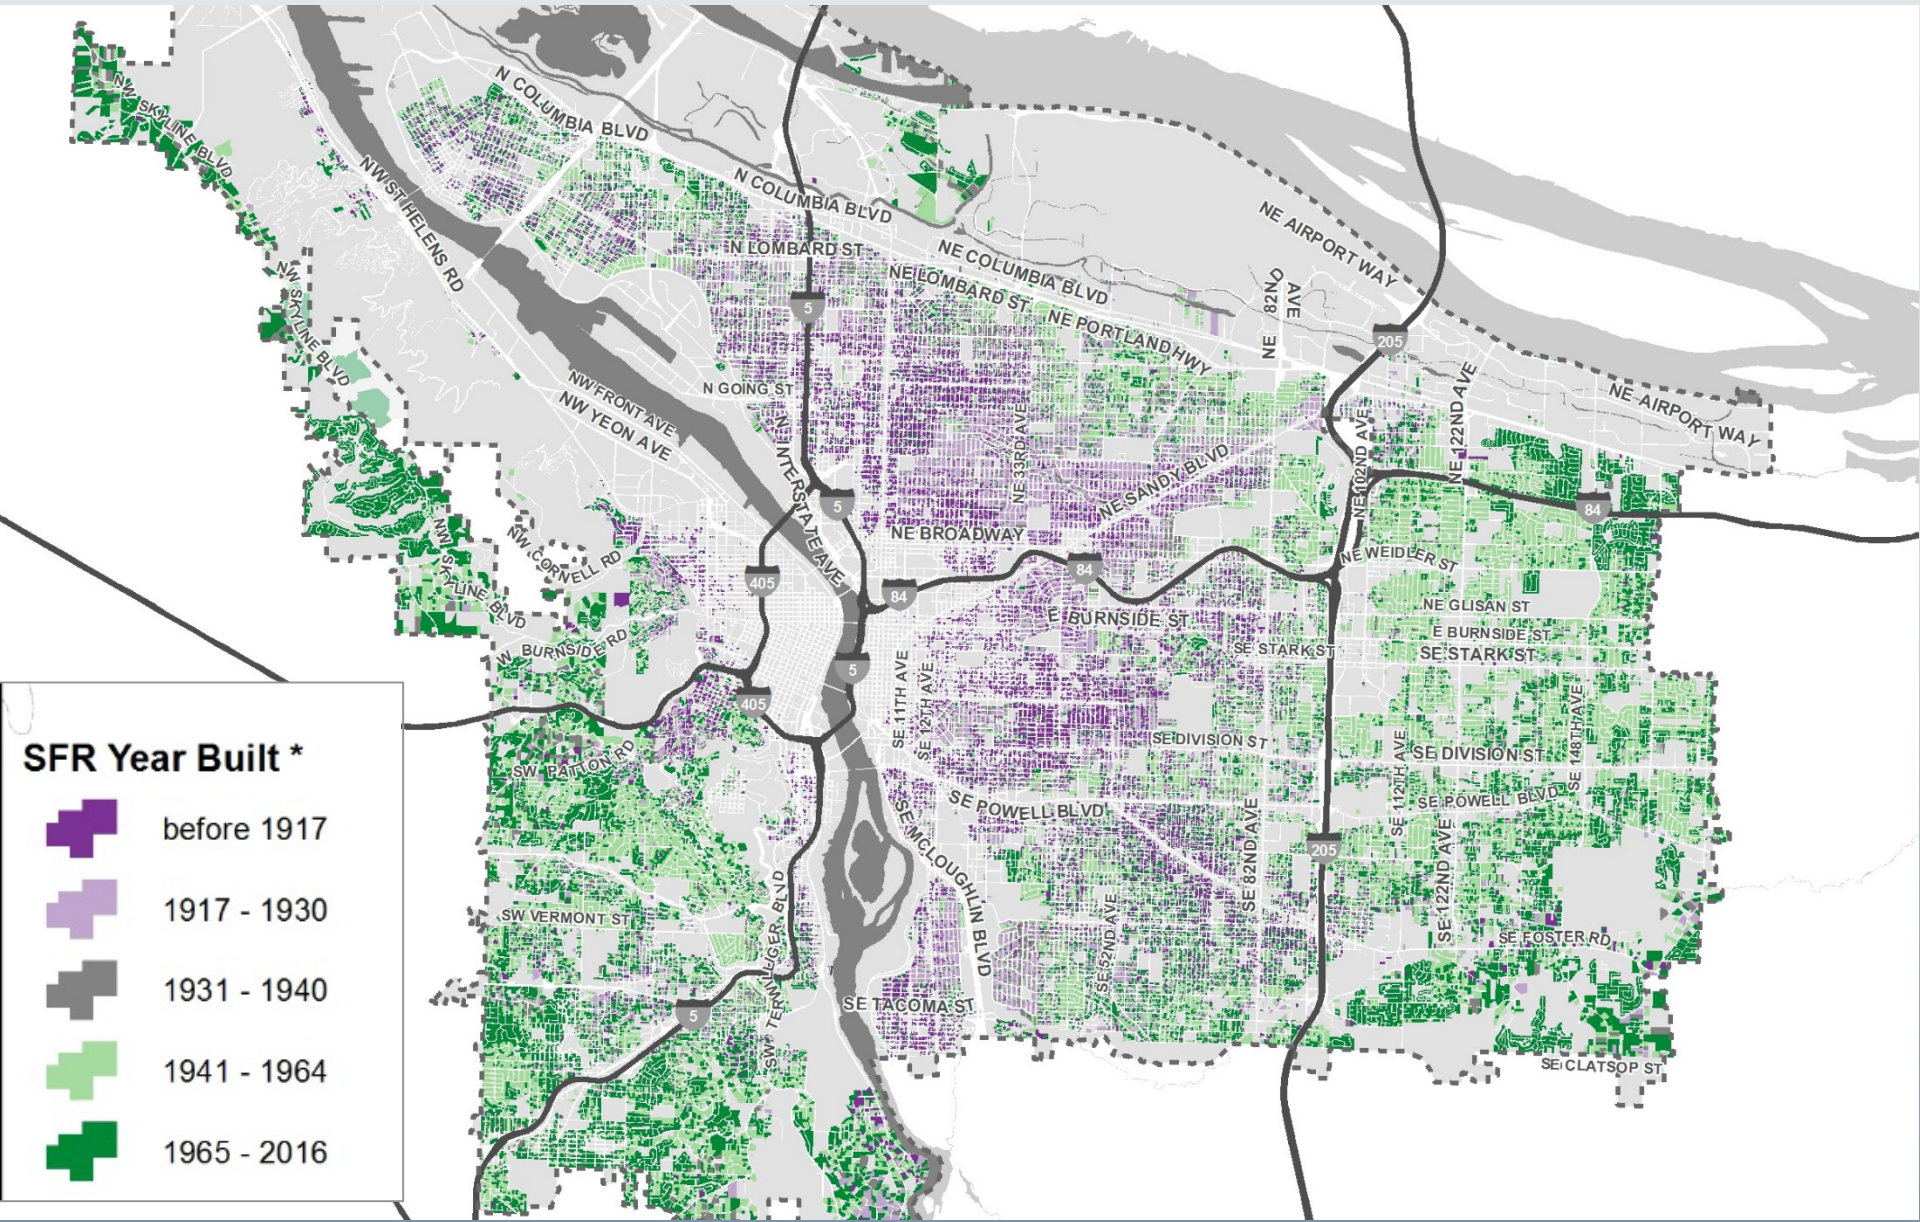 N COLUMBIA BLVD
NW SKYLINE BLVD
NW ST HELENS RD
N COLUMBIA BLVD
N LOMBARD ST
NE COLUMBIA BLVD
NE LOMBARD ST
NE AIRPORT WAY
NE 82ND AVE
NE PORTLAND HWY
NW SKYLINE BLVD
5
205
N GOING ST
NW FRONT AVE
NW YEON AVE
NE 33RD AVE
NE 122ND AVE
NE AIRPORT WAY
N INTERSTATE AVE
NE SANDY BLVD
NE 102ND AVE
5
84
NE BROADWAY
NW CORNELL RD
NW SKYLINE BLVD
NE WEIDLER ST
405
84
84
NE GLISAN ST
E BURNSIDE ST
E BURNSIDE ST
W BURNSIDE RD
SE STARK ST
SE STARK ST
5
405
SE 11TH AVE
SE 12TH AVE
SE 148TH AVE
SE DIVISION ST
SE DIVISION ST
SW PATTON RD
SE 112TH AVE
SE POWELL BLVD
SE POWELL BLVD
SE MCLOUGHLIN BLVD
SE 82ND AVE
205
SE 122ND AVE
SW VERMONT ST
SE 52ND AVE
SE FOSTER RD
SW TERWILLIGER BLVD
SE TACOMA ST
5
SE CLATSOP ST
SFR Year Built *
before 1917
1917 - 1930
1931 - 1940
1941 - 1964
1965 - 2016